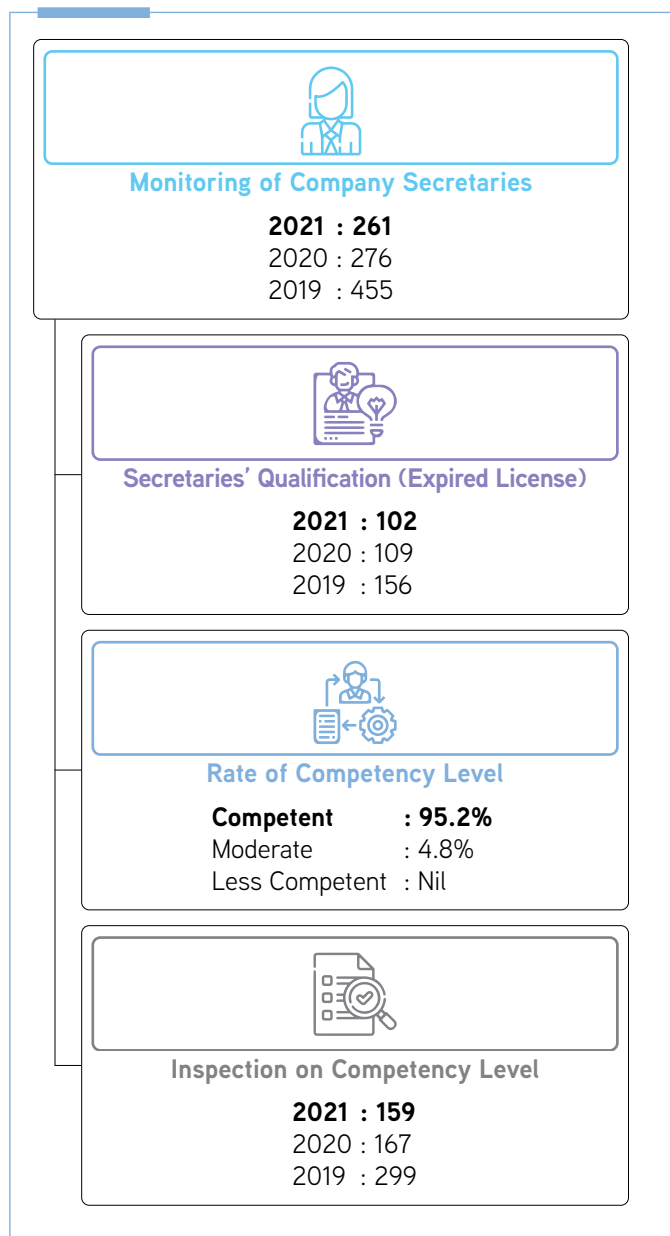 Monitoring of Company Secretaries
2021 : 261
2020 : 276
2019 : 455
Secretaries' Qualification (Expired License)
2021 : 102
2020 : 109
2019 : 156
Rate of Competency Level
Competent : 95.2%
Moderate : 4.8%
Less Competent : Nil
Inspection on Competency Level
2021 : 159
2020 : 167
2019 : 299